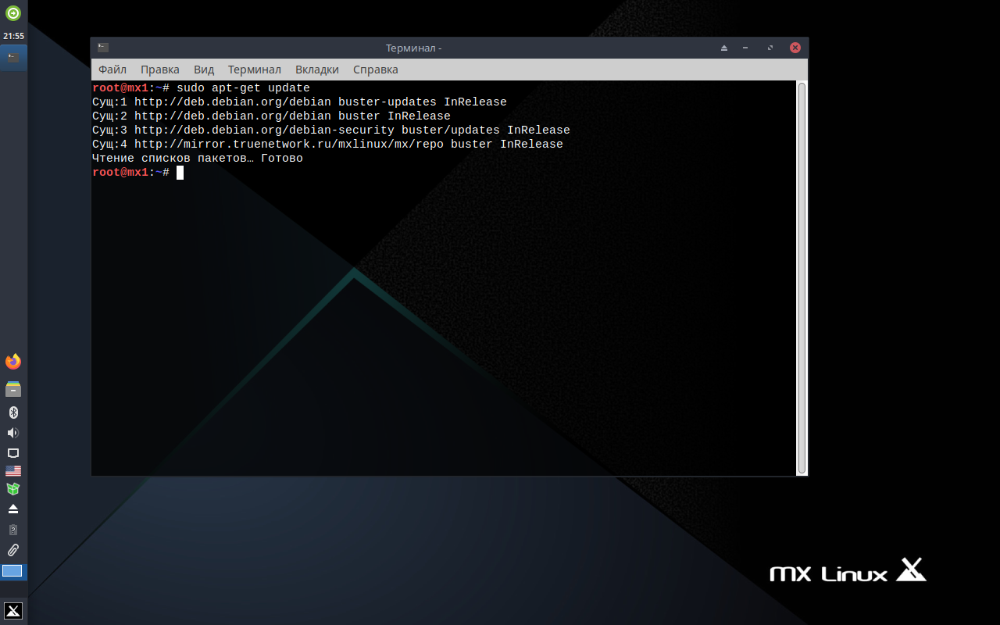 21:55
Терминал -
Файл Правка Вид Терминал Вкладки Справка
root@mx1:~# sudo apt-get update
Сущ:1 http://deb.debian.org/debian buster-updates InRelease
Сущ:2 http://deb.debian.org/debian buster InRelease
Сущ:3 http://deb.debian.org/debian-security buster/updates InRelease
Сущ:4 http://mirror.truenetwork.ru/mxlinux/mx/repo buster InRelease
Чтение списков пакетов… Готово
root@mx1:~#
MX Linux